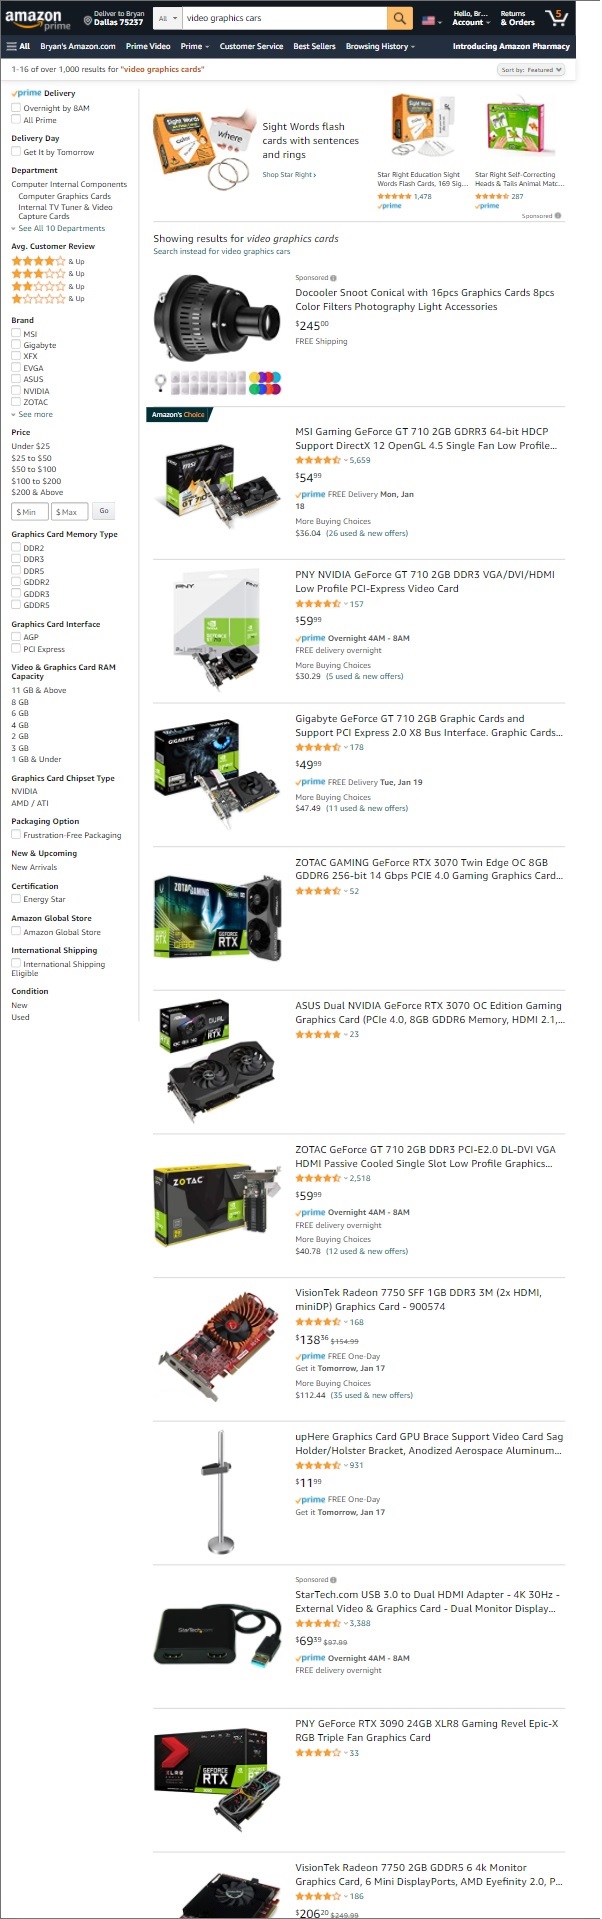 amazon
prime
Deliver to Bryan
Dallas 75237
All
video graphics cars
Hello, Br...
Account
Returns
& Orders
5
All
Bryan's Amazon.com
Prime Video
Prime
Customer Service
Best Sellers
Browsing History
Introducing Amazon Pharmacy
1-16 of over 1,000 results for "video graphics cards"
Sort by: Featured
prime Delivery
Overnight by 8AM
All Prime
Delivery Day
Get It by Tomorrow
Department
Computer Internal Components
Computer Graphics Cards
Internal TV Tuner & Video
Capture Cards
See All 10 Departments
Avg. Customer Review
& Up
& Up
& Up
& Up
Brand
MSI
Gigabyte
XFX
EVGA
ASUS
NVIDIA
ZOTAC
See more
Price
Under $25
$25 to $50
$50 to $100
$100 to $200
$200 & Above
$ Min
$ Max
Go
Graphics Card Memory Type
DDR2
DDR3
DDR5
GDDR2
GDDR3
GDDR5
Graphics Card Interface
AGP
PCI Express
Video & Graphics Card RAM
Capacity
11 GB & Above
8 GB
6 GB
4 GB
2 GB
3 GB
1 GB & Under
Graphics Card Chipset Type
NVIDIA
AMD / ATI
Packaging Option
Frustration-Free Packaging
New & Upcoming
New Arrivals
Certification
Energy Star
Amazon Global Store
Amazon Global Store
International Shipping
International Shipping
Eligible
Condition
New
Used
Sight Words
color
where
Sight Words flash
cards with sentences
and rings
Shop Star Right ›
Star Right Education Sight
Words Flash Cards, 169 Sig...
1,478
prime
Star Right Self-Correcting
Heads & Tails Animal Matc...
287
prime
Sponsored
Showing results for video graphics cards
Search instead for video graphics cars
Sponsored
Docooler Snoot Conical with 16pcs Graphics Cards 8pcs
Color Filters Photography Light Accessories
$245 00
FREE Shipping
Amazon's Choice
MSI Gaming GeForce GT 710 2GB GDRR3 64-bit HDCP
Support DirectX 12 OpenGL 4.5 Single Fan Low Profile...
5,659
$54 99
prime FREE Delivery Mon, Jan
18
More Buying Choices
$36.04 (26 used & new offers)
PNY
PNY NVIDIA GeForce GT 710 2GB DDR3 VGA/DVI/HDMI
Low Profile PCI-Express Video Card
157
$59 99
prime Overnight 4AM - 8AM
FREE delivery overnight
More Buying Choices
$30.29 (5 used & new offers)
GIGABYTE
Gigabyte GeForce GT 710 2GB Graphic Cards and
Support PCI Express 2.0 X8 Bus Interface. Graphic Cards...
178
$49 99
prime FREE Delivery Tue, Jan 19
More Buying Choices
$47.49 (11 used & new offers)
ZOTAC GAMING
GEFORCE
RTX
ZOTAC GAMING GeForce RTX 3070 Twin Edge OC 8GB
GDDR6 256-bit 14 Gbps PCIE 4.0 Gaming Graphics Card...
52
DUAL
RTX
ASUS Dual NVIDIA GeForce RTX 3070 OC Edition Gaming
Graphics Card (PCIe 4.0, 8GB GDDR6 Memory, HDMI 2.1,...
23
ZOTAC
ZOTAC GeForce GT 710 2GB DDR3 PCI-E2.0 DL-DVI VGA
HDMI Passive Cooled Single Slot Low Profile Graphics...
2,518
$59 99
prime Overnight 4AM - 8AM
FREE delivery overnight
More Buying Choices
$40.78 (12 used & new offers)
VisionTek Radeon 7750 SFF 1GB DDR3 3M (2x HDMI,
miniDP) Graphics Card - 900574
168
$138 36 $154.99
prime FREE One-Day
Get it Tomorrow, Jan 17
More Buying Choices
$112.44 (35 used & new offers)
upHere Graphics Card GPU Brace Support Video Card Sag
Holder/Holster Bracket, Anodized Aerospace Aluminum...
931
$11 99
prime FREE One-Day
Get it Tomorrow, Jan 17
Sponsored
StarTech.com
StarTech.com USB 3.0 to Dual HDMI Adapter - 4K 30Hz -
External Video & Graphics Card - Dual Monitor Display...
3,388
$69 39 $97.99
prime Overnight 4AM - 8AM
FREE delivery overnight
GEFORCE
RTX
PNY GeForce RTX 3090 24GB XLR8 Gaming Revel Epic-X
RGB Triple Fan Graphics Card
33
VisionTek Radeon 7750 2GB GDDR5 6 4k Monitor
Graphics Card, 6 Mini DisplayPorts, AMD Eyefinity 2.0, P...
186
$206 20 $249.99